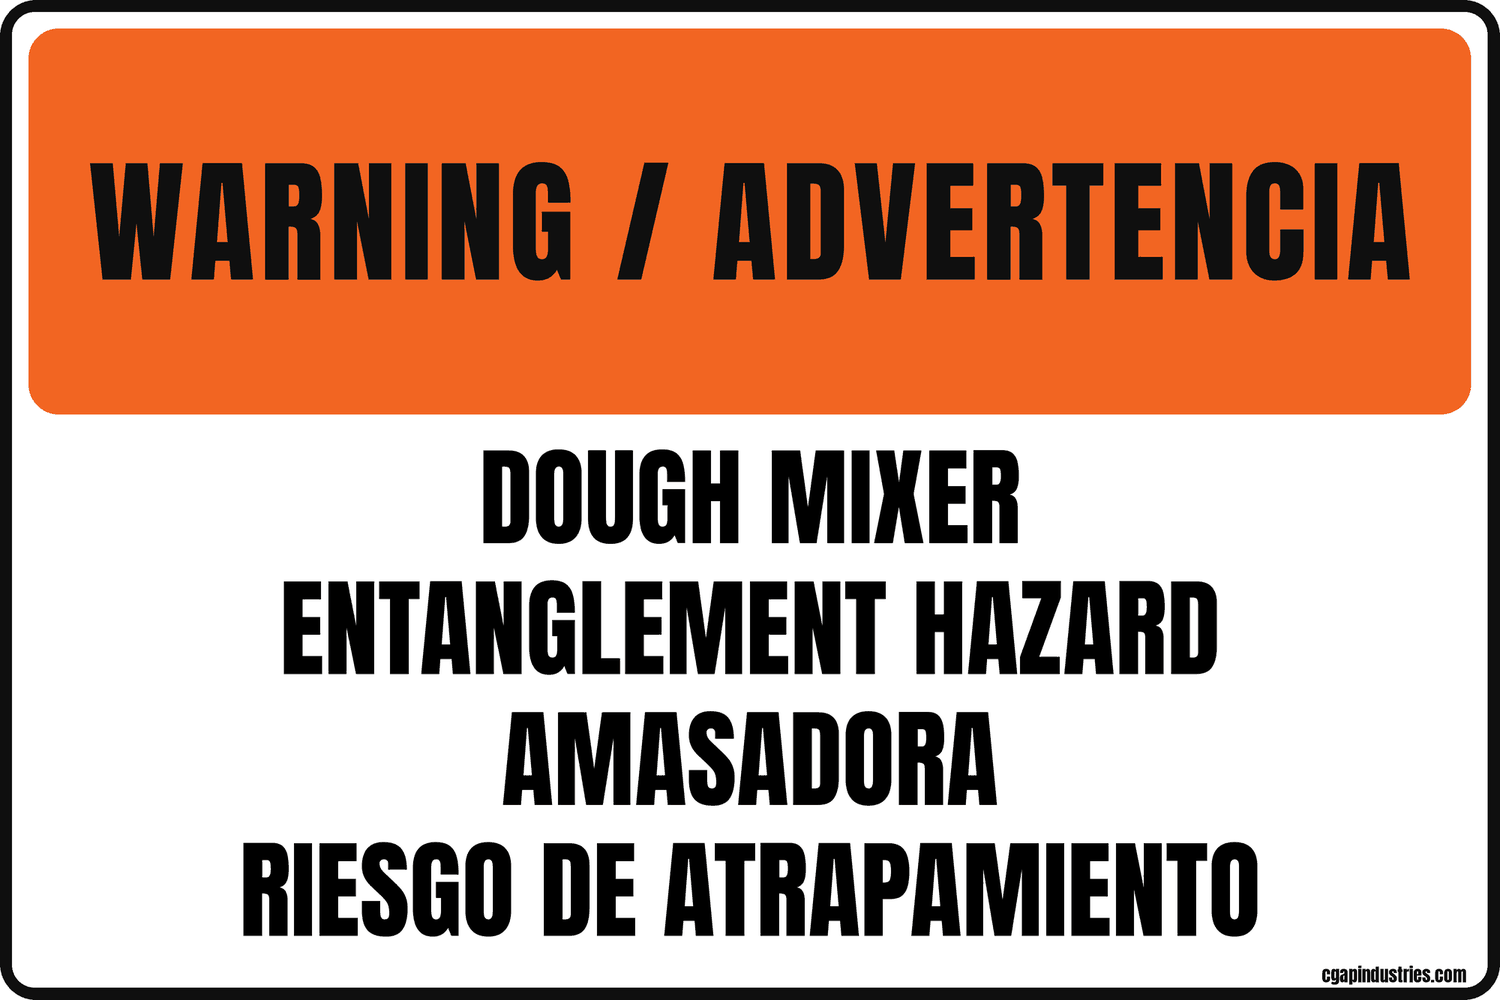 WARNING / ADVERTENCIA
DOUGH MIXER
ENTANGLEMENT HAZARD
AMASADORA
RIESGO DE ATRAPAMIENTO
cgapindustries.com